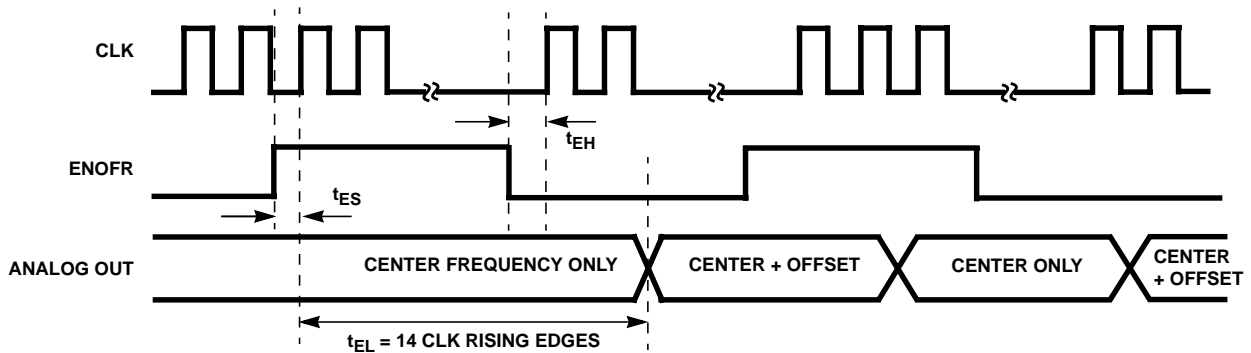 CLK
tEH
ENOFR
tES
ANALOG OUT
CENTER FREQUENCY ONLY
CENTER + OFFSET
CENTER ONLY
CENTER
+ OFFSET
tEL = 14 CLK RISING EDGES